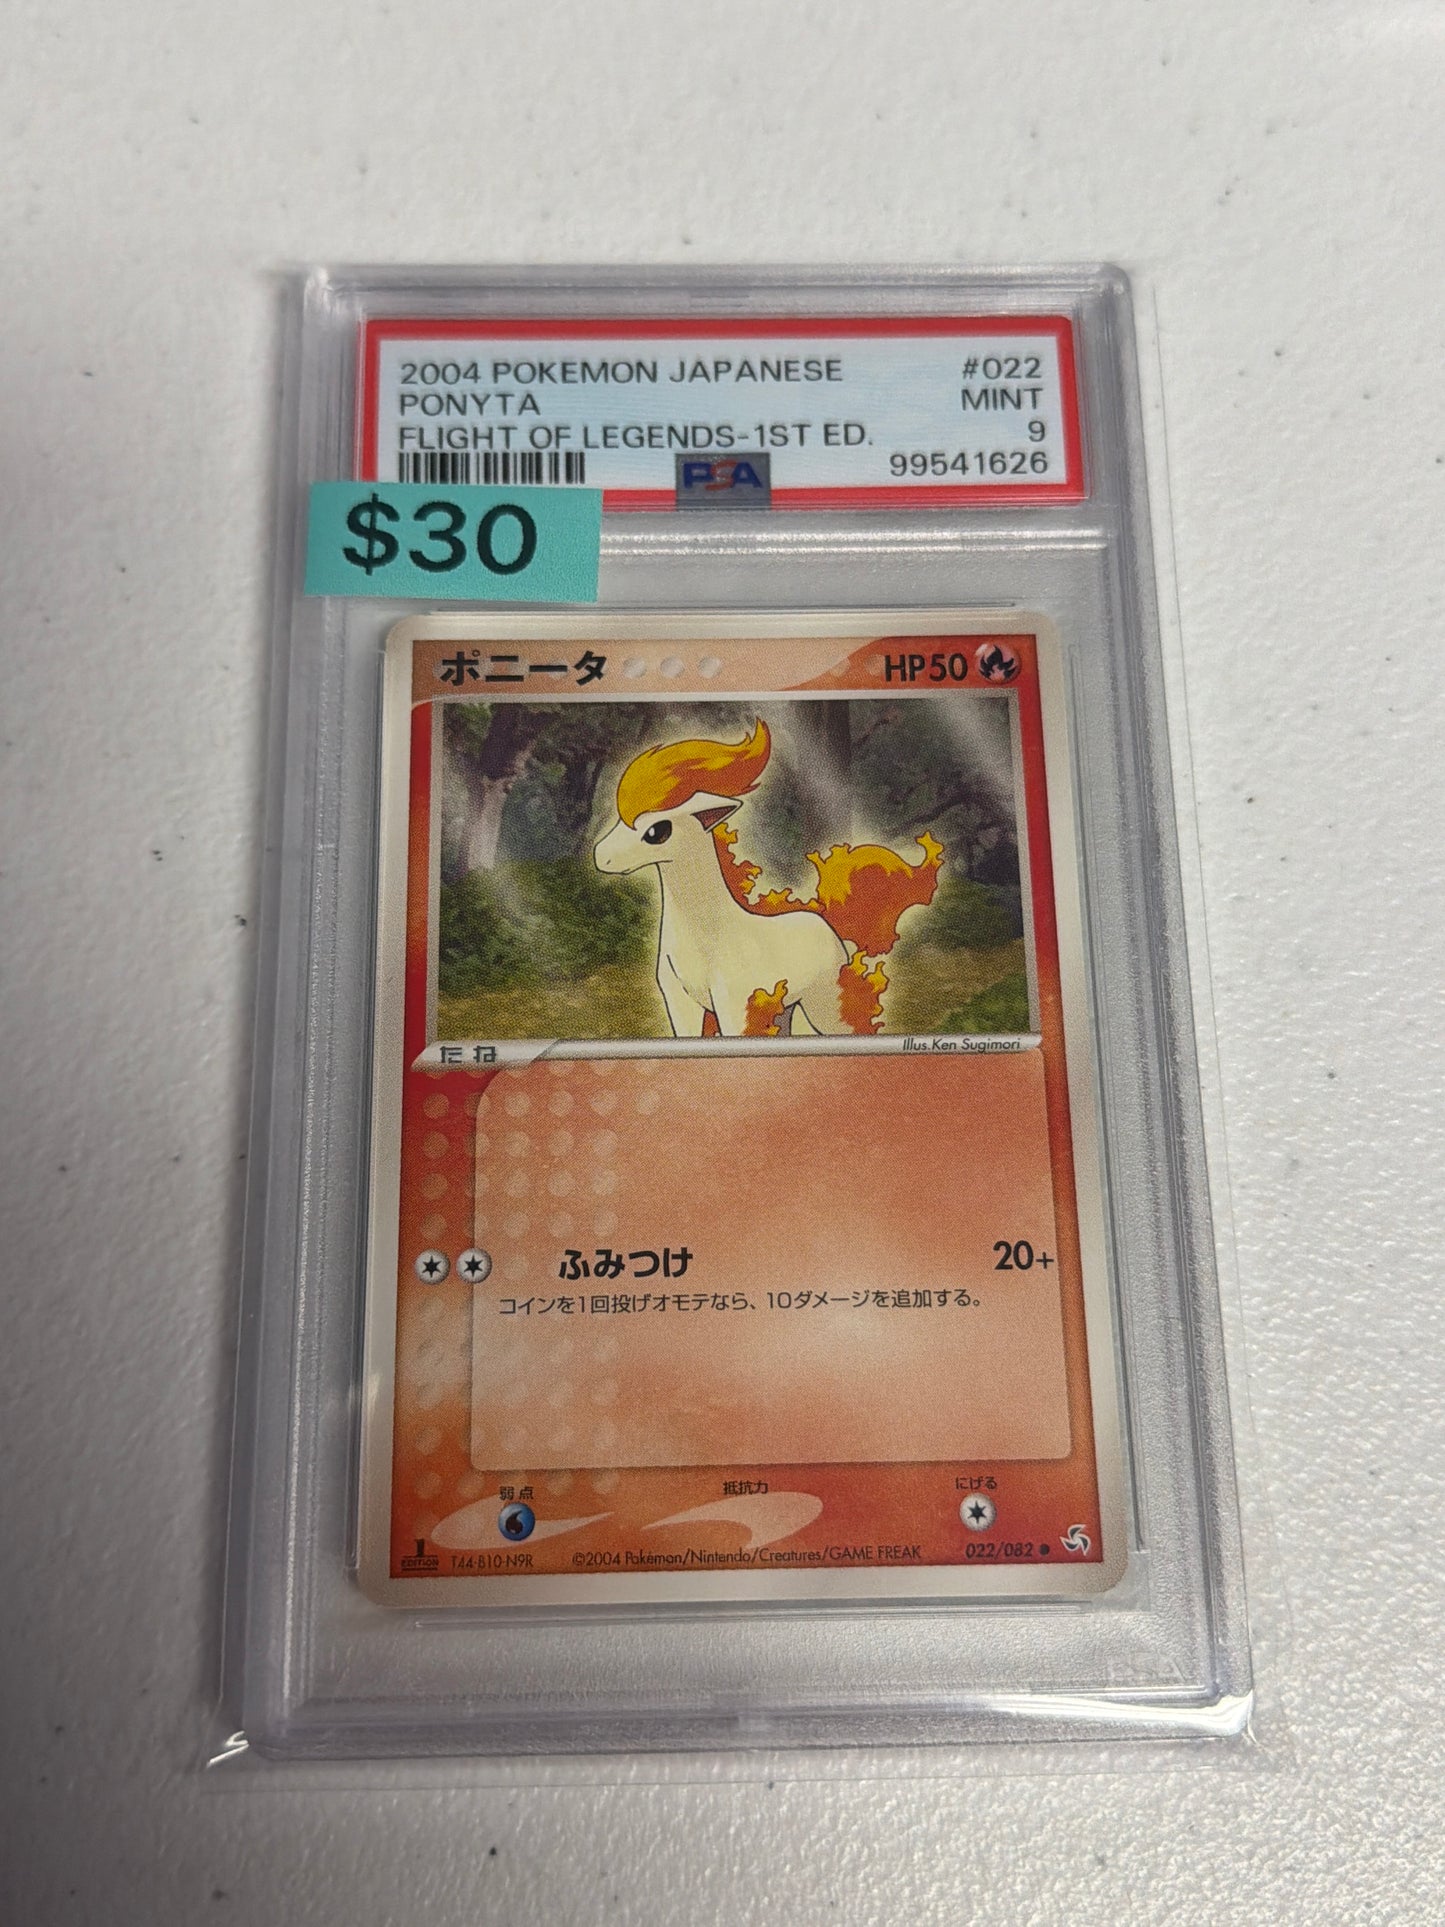 2004 POKEMON JAPANESE #022
PONYTA MINT
FLIGHT OF LEGENDS-1ST ED. 9
PSA 99541626
$30
ポニータ HP50
たね Illus.Ken Sugimori
ふみつけ 20+
コインを1回投げオモテなら、10ダメージを追加する。
弱点 抵抗力 にげる
1 EDITION T44-B10-N9R ©2004 Pokémon/Nintendo/Creatures/GAME FREAK 022/082